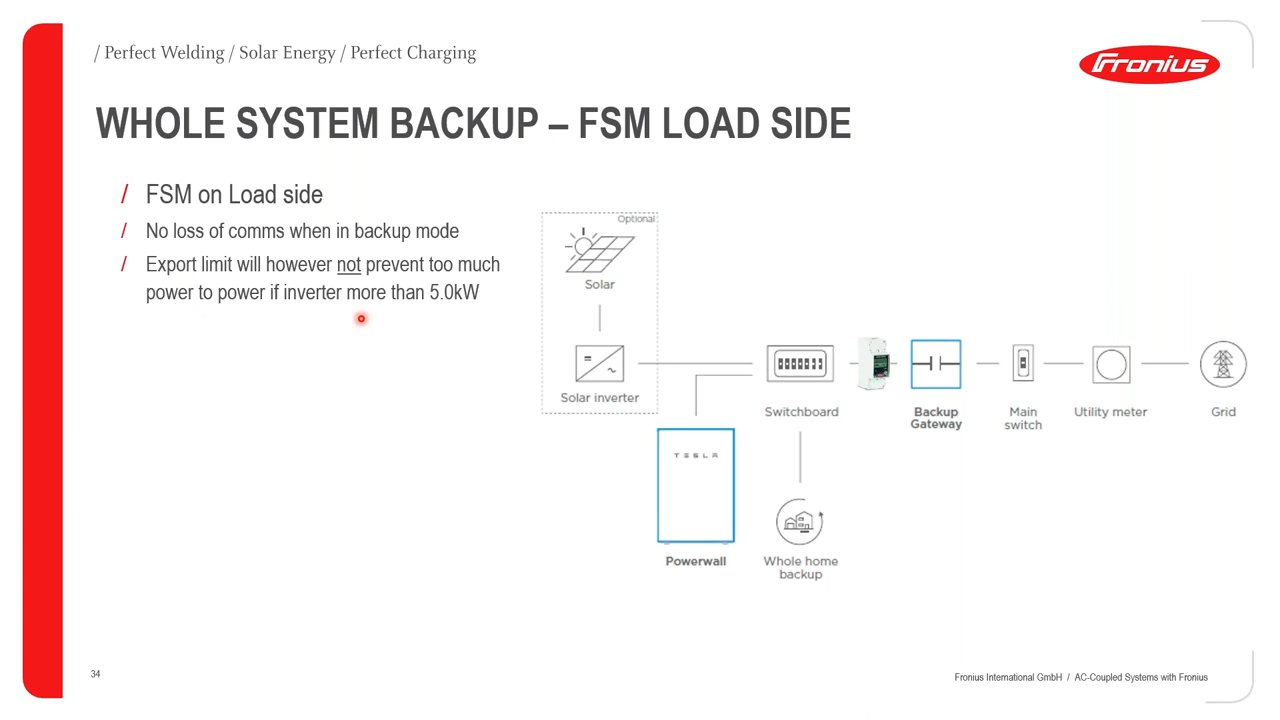 / Perfect Welding / Solar Energy / Perfect Charging
Fronius
WHOLE SYSTEM BACKUP – FSM LOAD SIDE
/ FSM on Load side
/ No loss of comms when in backup mode
/ Export limit will however not prevent too much
power to power if inverter more than 5.0kW
Optional
Solar
Solar inverter
Switchboard
Backup
Gateway
Main
switch
Utility meter
Grid
TESLA
Powerwall
Whole home
backup
34
Fronius International GmbH / AC-Coupled Systems with Fronius